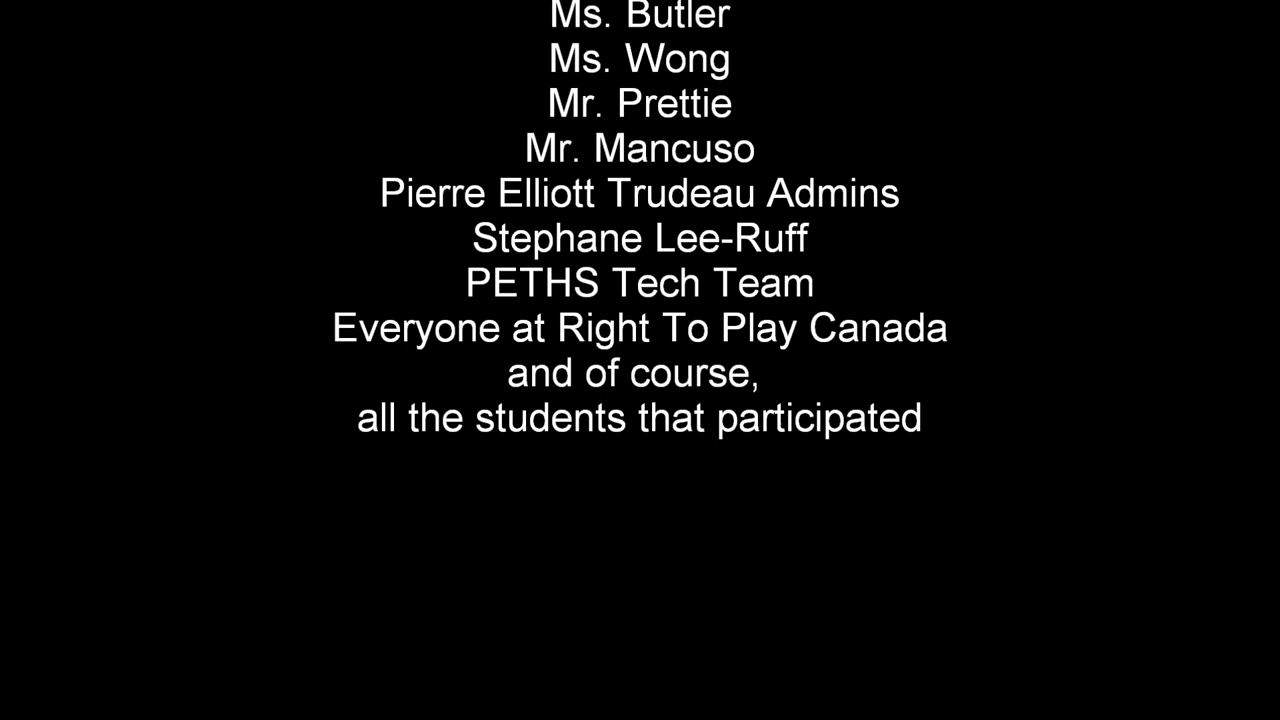 Ms. Butler
Ms. Wong
Mr. Prettie
Mr. Mancuso
Pierre Elliott Trudeau Admins
Stephane Lee-Ruff
PETHS Tech Team
Everyone at Right To Play Canada
and of course,
all the students that participated